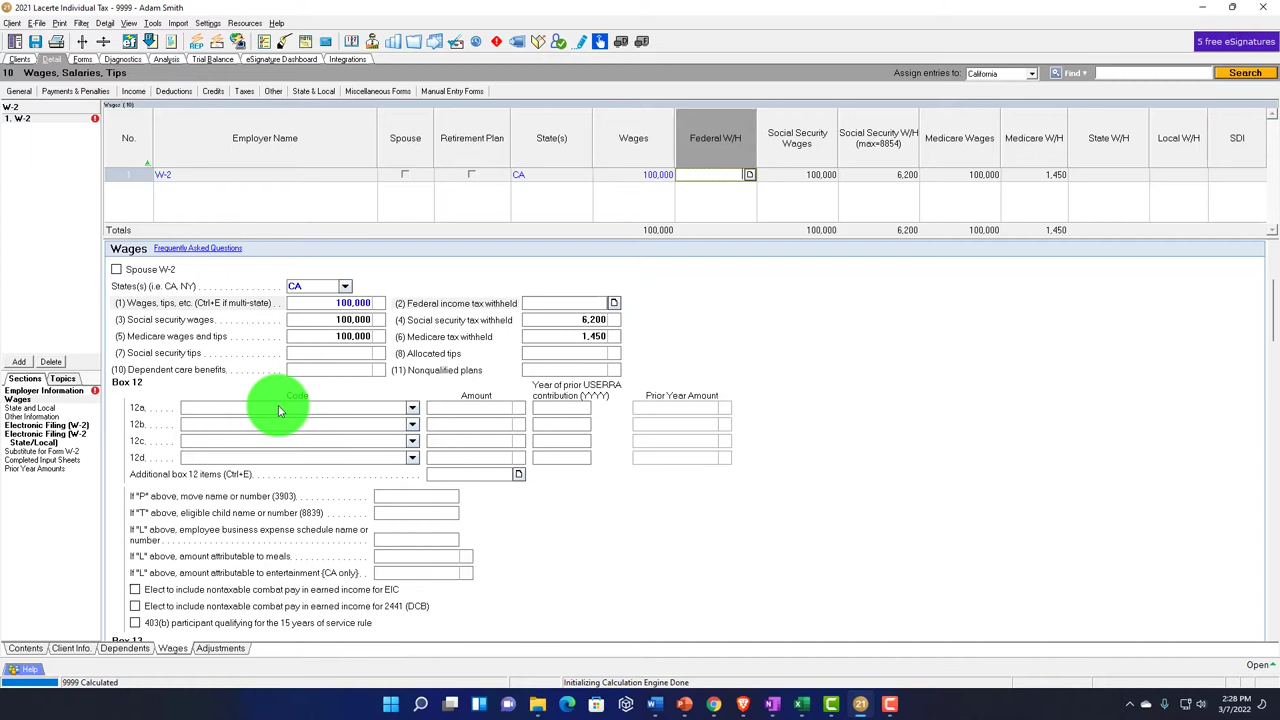 2021 Lacerte Individual Tax - 9999 - Adam Smith
Client E-File Print Filter Detail View Tools Import Settings Resources Help
5 free eSignatures
Clients Detail Forms Diagnostics Analysis Trial Balance eSignature Dashboard Integrations
10 Wages, Salaries, Tips Assign entries to: California Find Search
General Payments & Penalties Income Deductions Credits Taxes Other State & Local Miscellaneous Forms Manual Entry Forms
W-2
1. W-2
Wages (10)
No. Employer Name Spouse Retirement Plan State(s) Wages Federal W/H Social Security Wages Social Security W/H (max=8854) Medicare Wages Medicare W/H State W/H Local W/H SDI
1 W-2 CA 100,000 100,000 6,200 100,000 1,450
Totals 100,000 100,000 6,200 100,000 1,450
Wages Frequently Asked Questions
Spouse W-2
States(s) (i.e. CA, NY) CA
(1) Wages, tips, etc. (Ctrl+E if multi-state) 100,000 (2) Federal income tax withheld
(3) Social security wages 100,000 (4) Social security tax withheld 6,200
(5) Medicare wages and tips 100,000 (6) Medicare tax withheld 1,450
(7) Social security tips (8) Allocated tips
(10) Dependent care benefits (11) Nonqualified plans
Box 12
Code Amount Year of prior USERRA contribution (YYYY) Prior Year Amount
12a
12b
12c
12d
Additional box 12 items (Ctrl+E)
If "P" above, move name or number (3903)
If "T" above, eligible child name or number (8839)
If "L" above, employee business expense schedule name or
number
If "L" above, amount attributable to meals
If "L" above, amount attributable to entertainment {CA only}
Elect to include nontaxable combat pay in earned income for EIC
Elect to include nontaxable combat pay in earned income for 2441 (DCB)
403(b) participant qualifying for the 15 years of service rule
Box 13
Add Delete
Sections Topics
Employer Information
Wages
State and Local
Other Information
Electronic Filing (W-2)
Electronic Filing (W-2
State/Local)
Substitute for Form W-2
Completed Input Sheets
Prior Year Amounts
Contents Client Info. Dependents Wages Adjustments
Help Open
9999 Calculated Initializing Calculation Engine Done
2:28 PM
3/7/2022